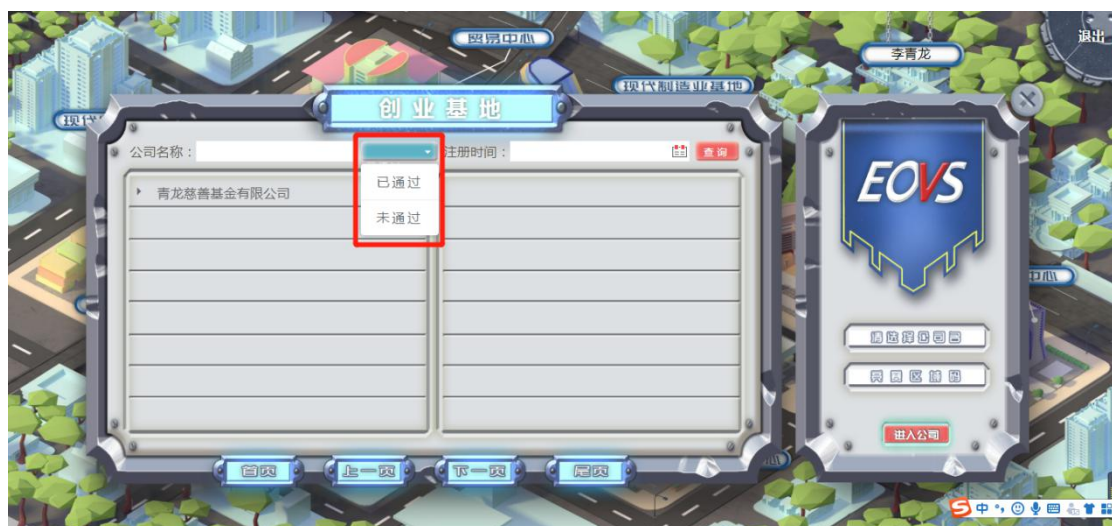 退出
贸易中心
李青龙
现代制造业基地
创业基地
公司名称：
注册时间：
查询
已通过
未通过
青龙慈善基金有限公司
EOVS
中心
进入公司
首页
上一页
下一页
尾页
中